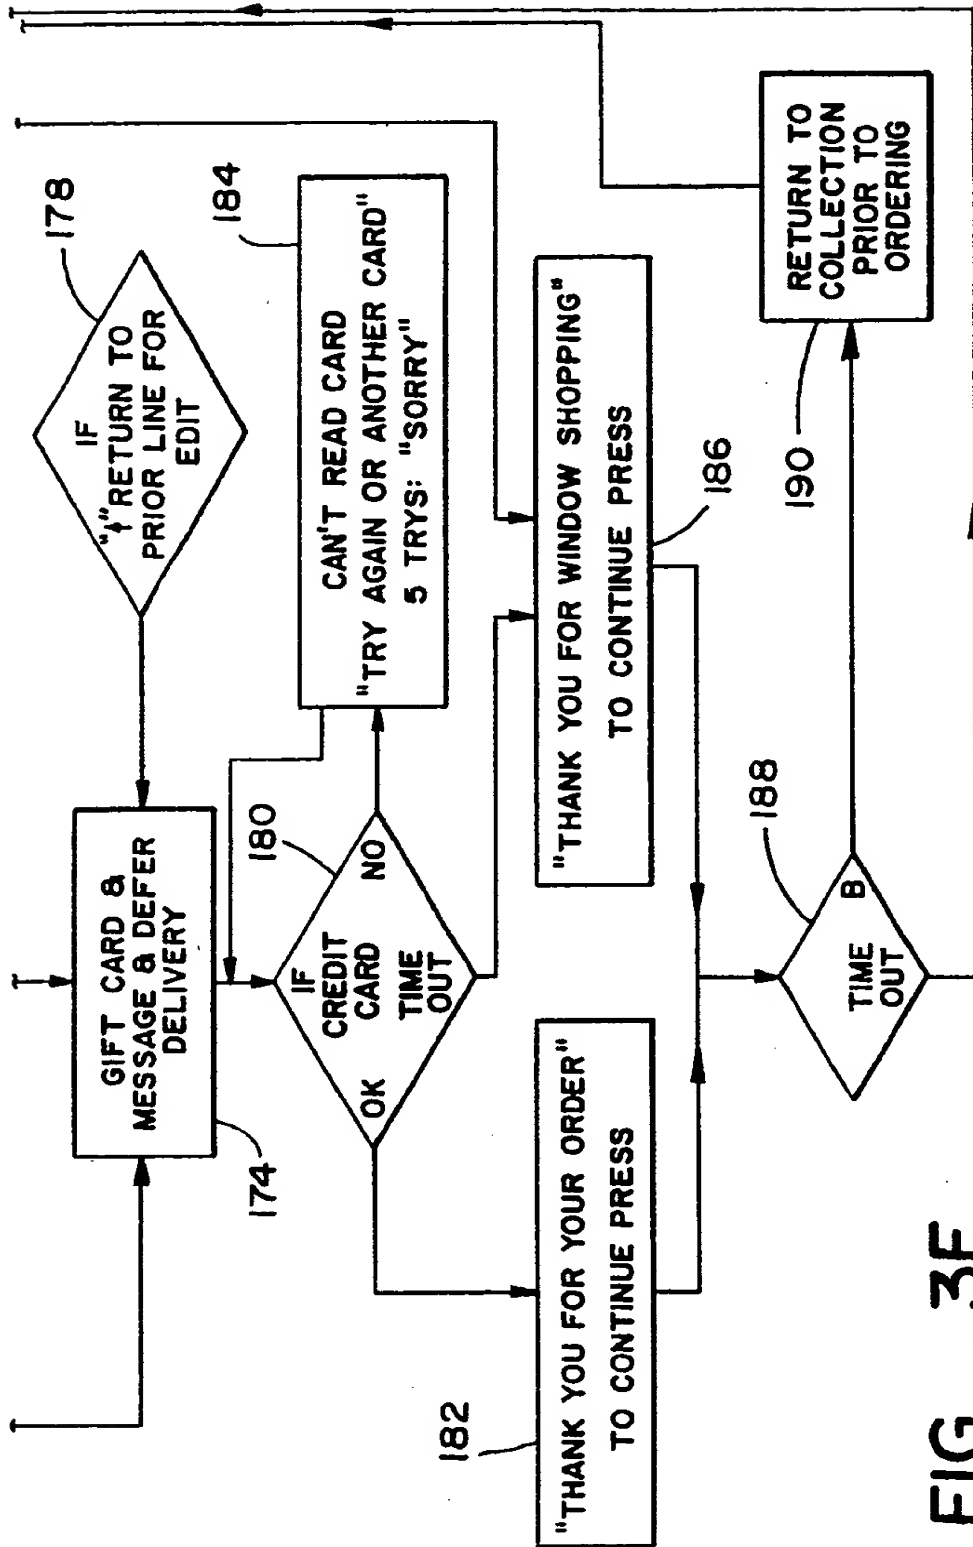 178
IF
"↑" RETURN TO
PRIOR LINE FOR
EDIT
GIFT CARD &
MESSAGE & DEFER
DELIVERY
174
184
CAN'T READ CARD
"TRY AGAIN OR ANOTHER CARD"
5 TRYS: "SORRY"
180
IF
CREDIT
CARD
OK
NO
TIME
OUT
182
"THANK YOU FOR YOUR ORDER"
TO CONTINUE PRESS
"THANK YOU FOR WINDOW SHOPPING"
TO CONTINUE PRESS
186
188
TIME
OUT
B
190
RETURN TO
COLLECTION
PRIOR TO
ORDERING
FIG